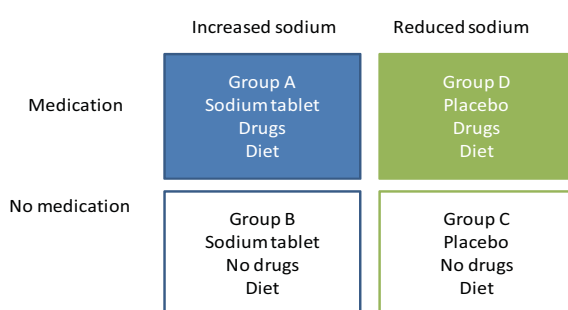 Increased sodium
Reduced sodium
Medication
Group A
Sodium tablet
Drugs
Diet
Group D
Placebo
Drugs
Diet
No medication
Group B
Sodium tablet
No drugs
Diet
Group C
Placebo
No drugs
Diet